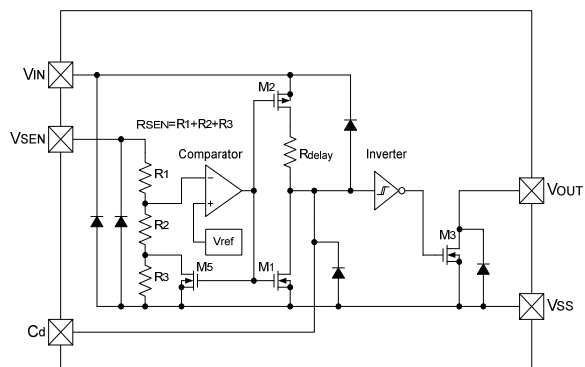 VIN
M2
VSEN
RSEN=R1+R2+R3
Comparator
Rdelay
Inverter
R1
−
+
VOUT
R2
Vref
M3
R3
M5
M1
Cd
VSS